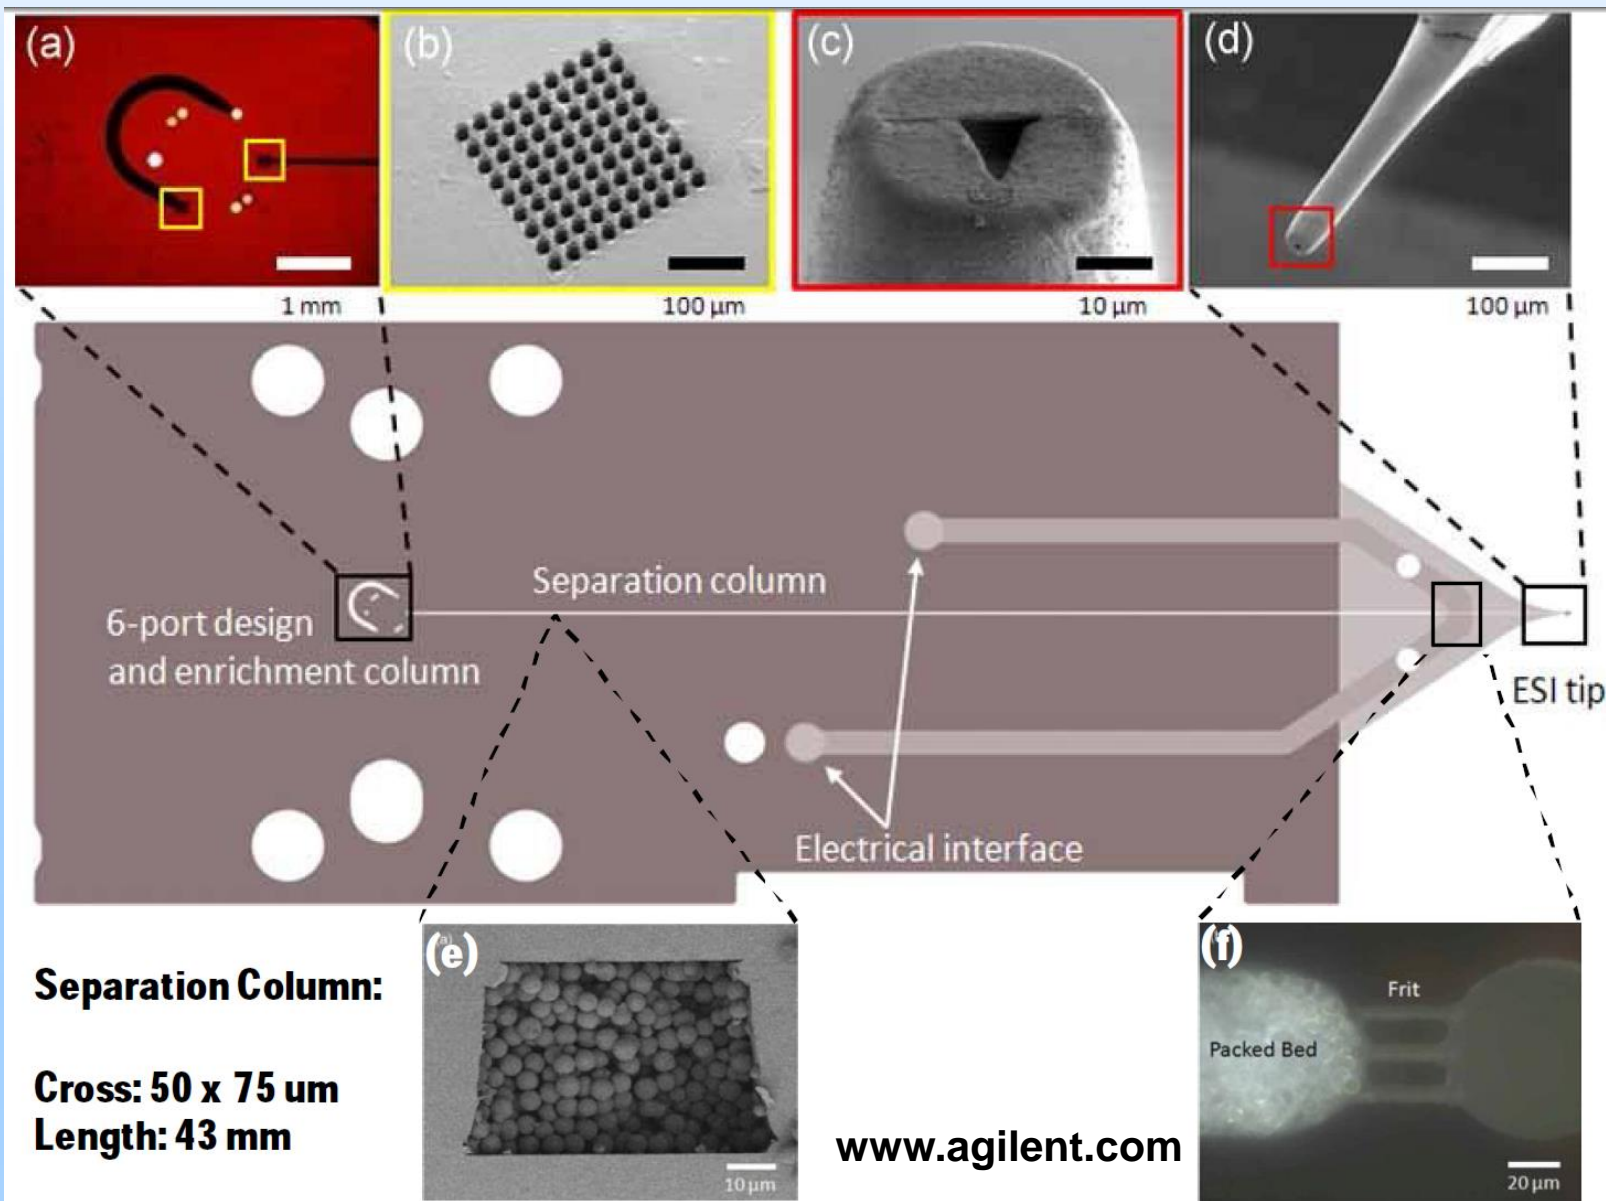 (a)
(b)
(c)
(d)
1 mm
100 µm
10 µm
100 µm
Separation column
6-port design
and enrichment column
ESI tip
Electrical interface
(e)
(f)
Separation Column:
Frit
Packed Bed
Cross: 50 x 75 um
Length: 43 mm
www.agilent.com
10 µm
20 µm